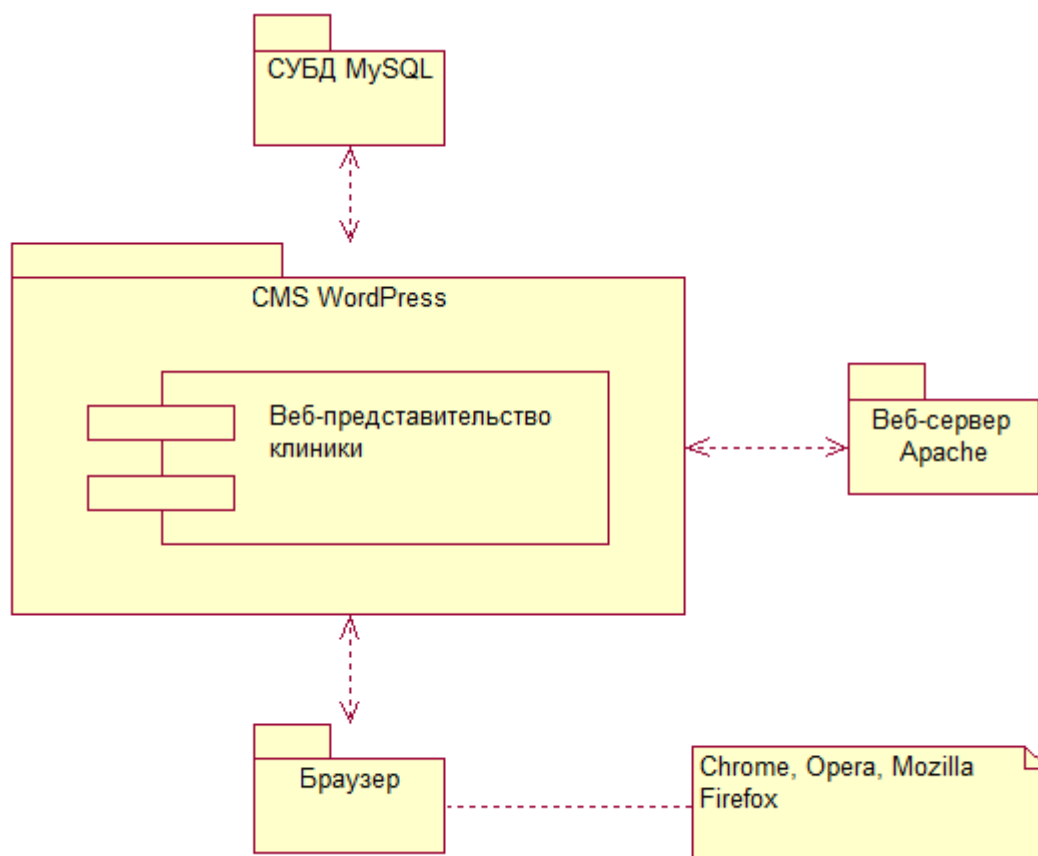 СУБД MySQL
CMS WordPress
Веб-представительство
клиники
Веб-сервер
Apache
Браузер
Chrome, Opera, Mozilla
Firefox